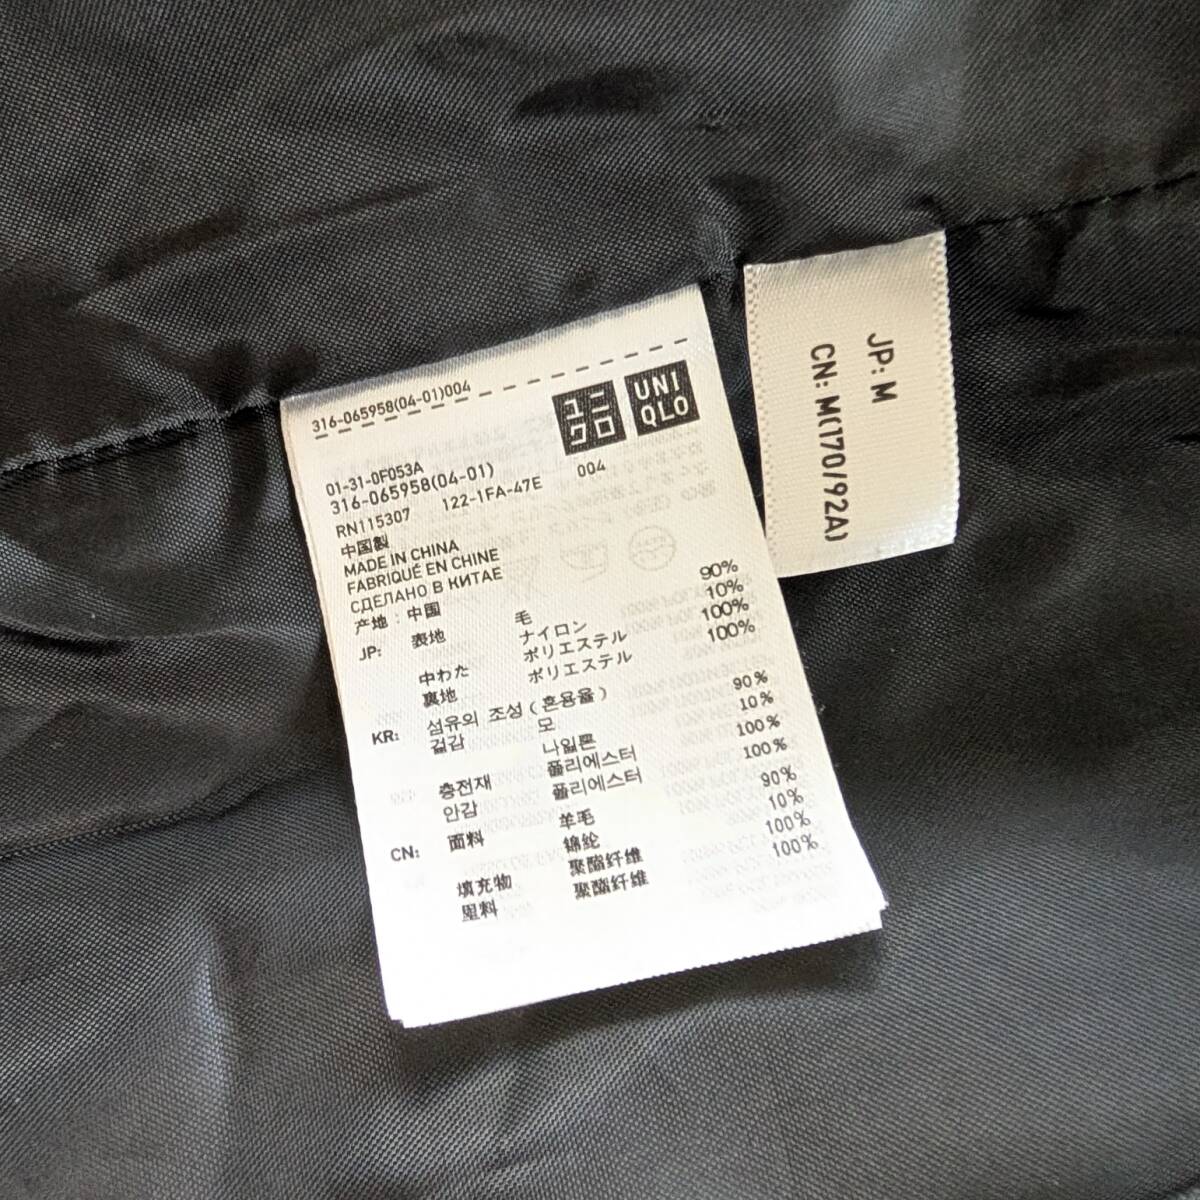 316-065958(04-01)004
ユニ
クロ
UNI
QLO
01-31-0F053A
316-065958(04-01) 004
RN115307 122-1FA-47E
中国製
MADE IN CHINA
FABRIQUÉ EN CHINE
СДЕЛАНО В КИТАЕ
产地：中国
JP: 表地 毛 90%
ナイロン 10%
中わた ポリエステル 100%
裏地 ポリエステル 100%
KR: 섬유의 조성(혼용율)
겉감 모 90%
나일론 10%
충전재 폴리에스터 100%
안감 폴리에스터 100%
CN: 面料 羊毛 90%
锦纶 10%
填充物 聚酯纤维 100%
里料 聚酯纤维 100%
JP: M
CN: M(170/92A)